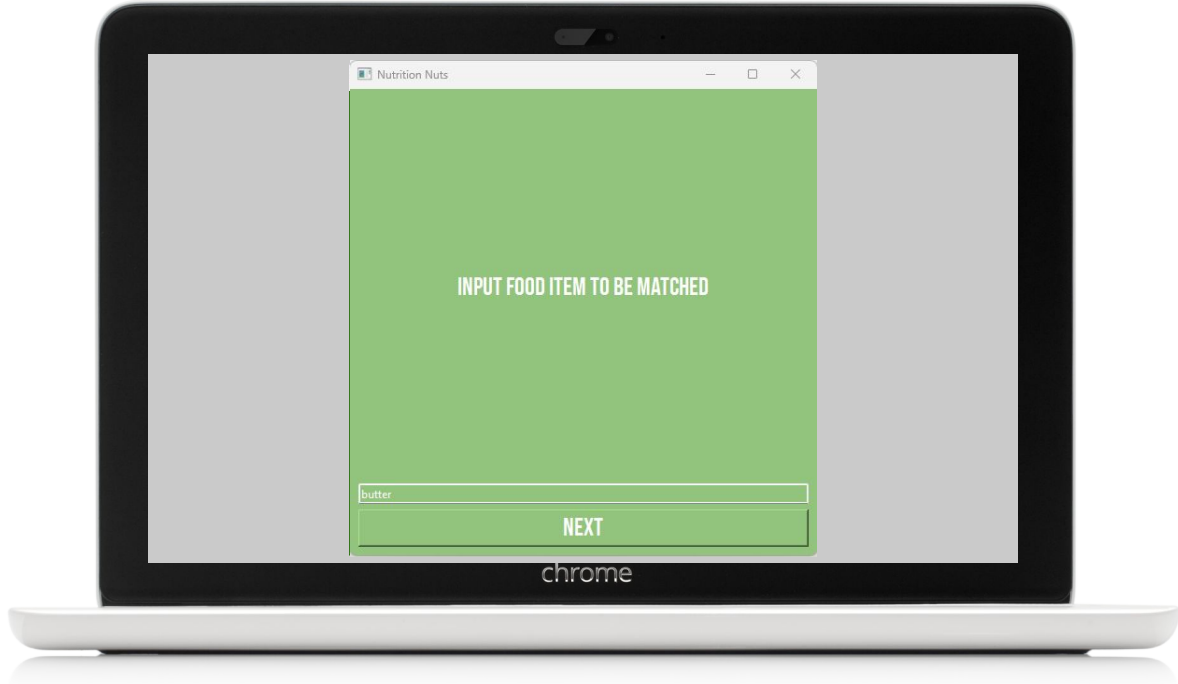 Nutrition Nuts
INPUT FOOD ITEM TO BE MATCHED
butter
NEXT
chrome